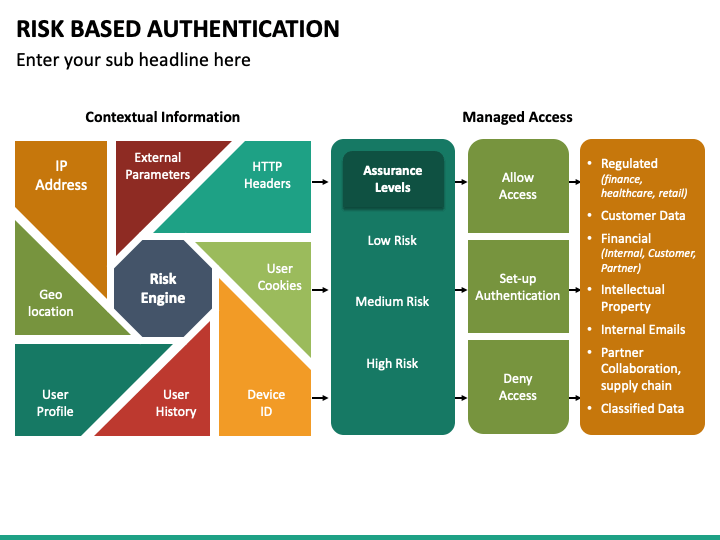 RISK BASED AUTHENTICATION
Enter your sub headline here
Contextual Information
Managed Access
IP
Address
External
Parameters
HTTP
Headers
Geo
location
Risk
Engine
User
Cookies
User
Profile
User
History
Device
ID
Assurance
Levels
Low Risk
Medium Risk
High Risk
Allow
Access
Set-up
Authentication
Deny
Access
• Regulated
(finance,
healthcare, retail)
• Customer Data
• Financial
(Internal, Customer,
Partner)
• Intellectual
Property
• Internal Emails
• Partner
Collaboration,
supply chain
• Classified Data